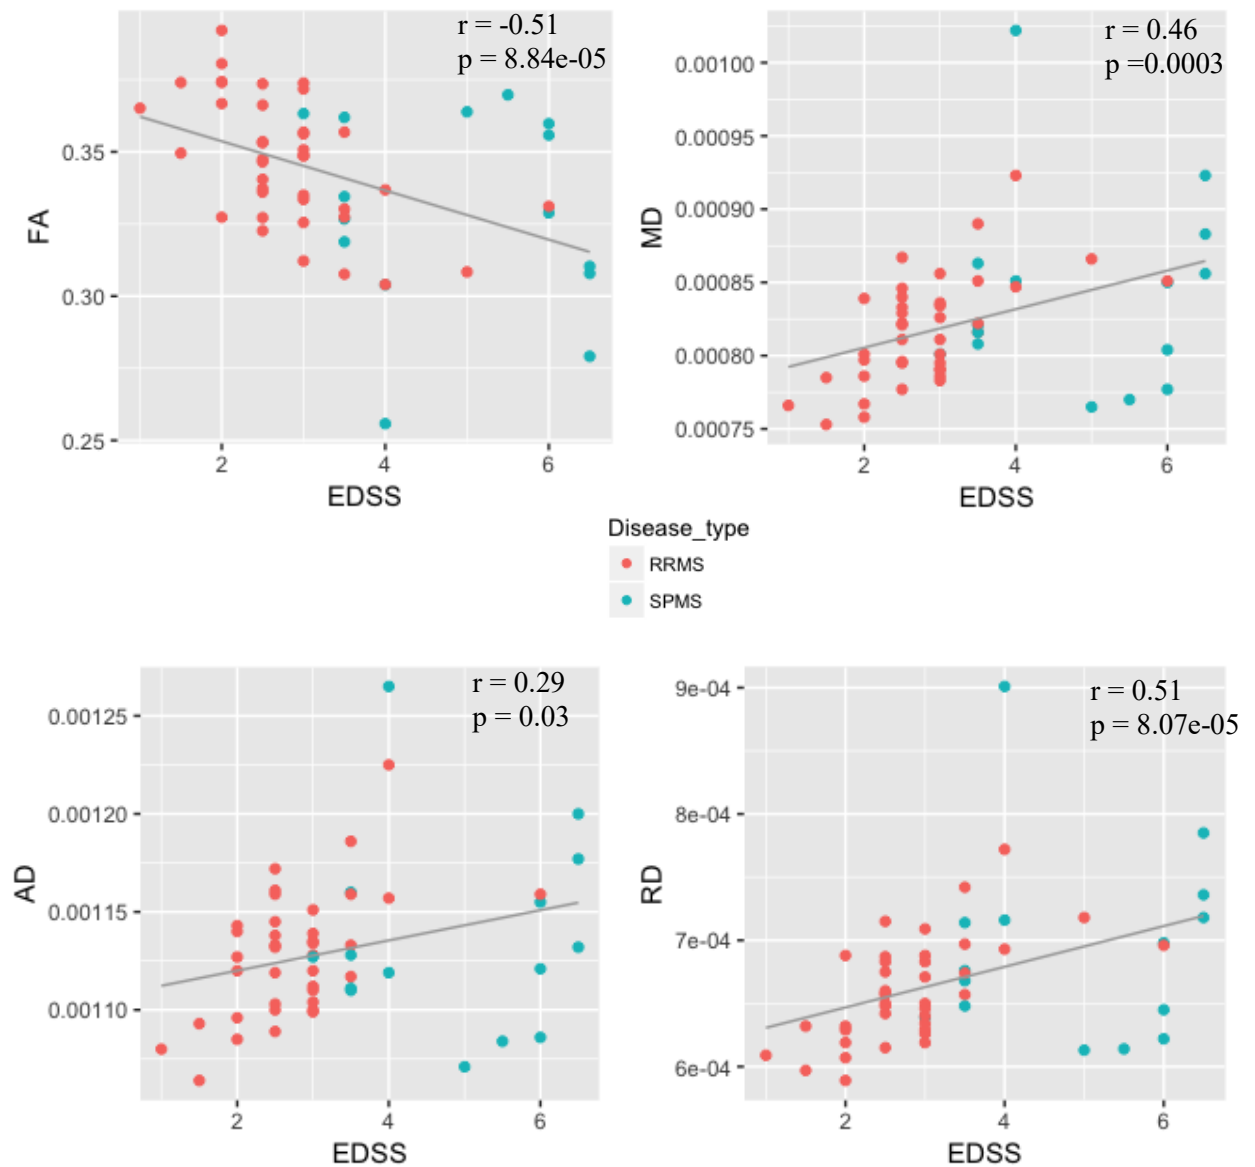 r = -0.51
p = 8.84e-05
0.35
0.30
0.25
FA
2 4 6
EDSS
r = 0.46
p =0.0003
0.00100
0.00095
0.00090
0.00085
0.00080
0.00075
MD
2 4 6
EDSS
Disease_type
RRMS
SPMS
r = 0.29
p = 0.03
0.00125
0.00120
0.00115
0.00110
AD
2 4 6
EDSS
r = 0.51
p = 8.07e-05
9e-04
8e-04
7e-04
6e-04
RD
2 4 6
EDSS